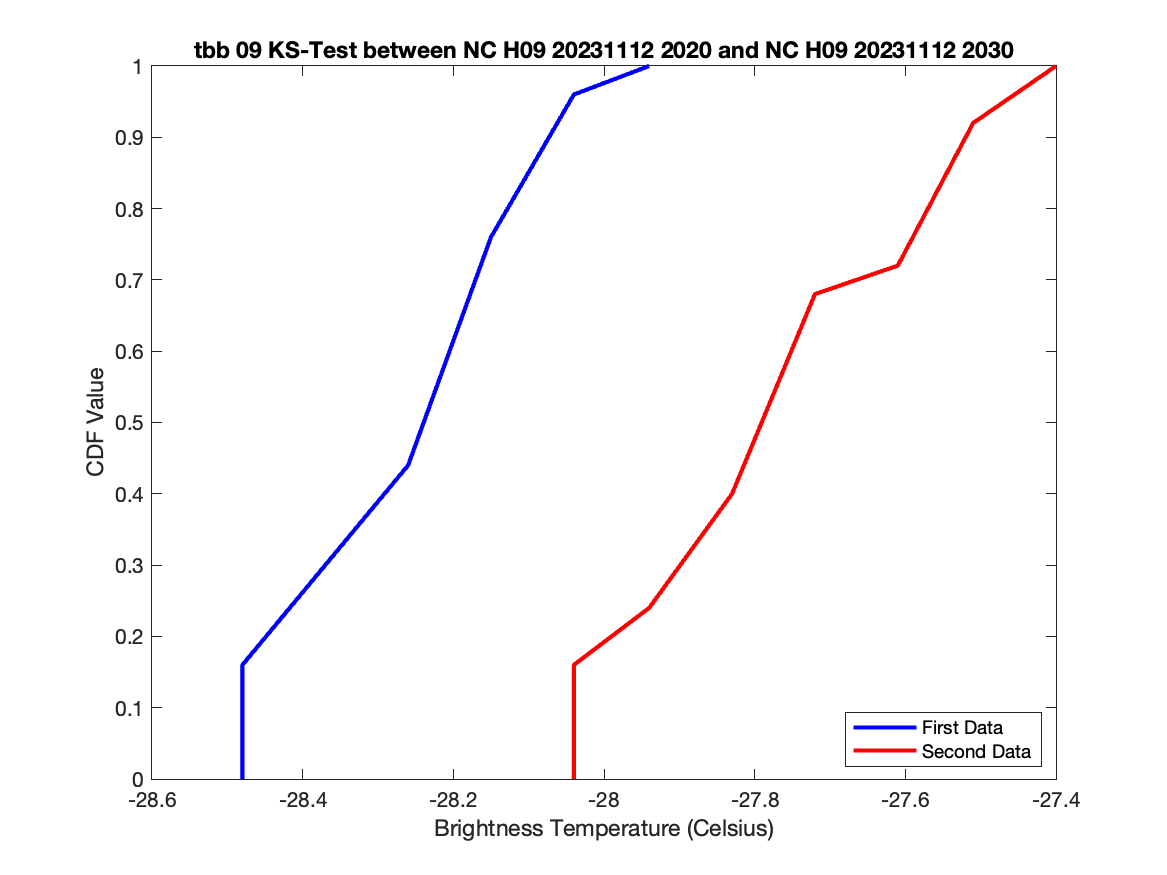 tbb 09 KS-Test between NC H09 20231112 2020 and NC H09 20231112 2030
1
0.9
0.8
0.7
0.6
0.5
0.4
0.3
0.2
0.1
0
CDF Value
First Data
Second Data
-28.6 -28.4 -28.2 -28 -27.8 -27.6 -27.4
Brightness Temperature (Celsius)